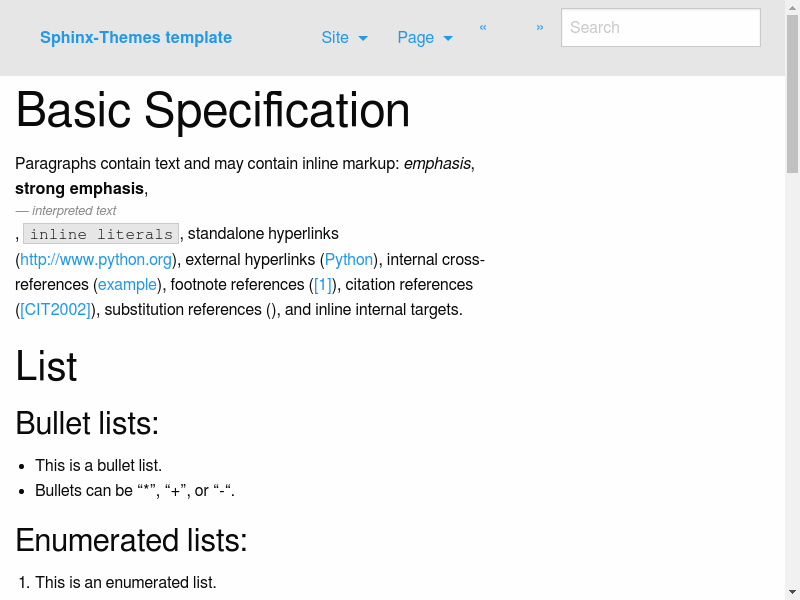 Sphinx-Themes template Site Page « » Search
Basic Specification
Paragraphs contain text and may contain inline markup: emphasis,
strong emphasis,
— interpreted text
, inline literals, standalone hyperlinks
(http://www.python.org), external hyperlinks (Python), internal cross-
references (example), footnote references ([1]), citation references
([CIT2002]), substitution references (), and inline internal targets.
List
Bullet lists:
• This is a bullet list.
• Bullets can be “*”, “+”, or “-“.
Enumerated lists:
1. This is an enumerated list.